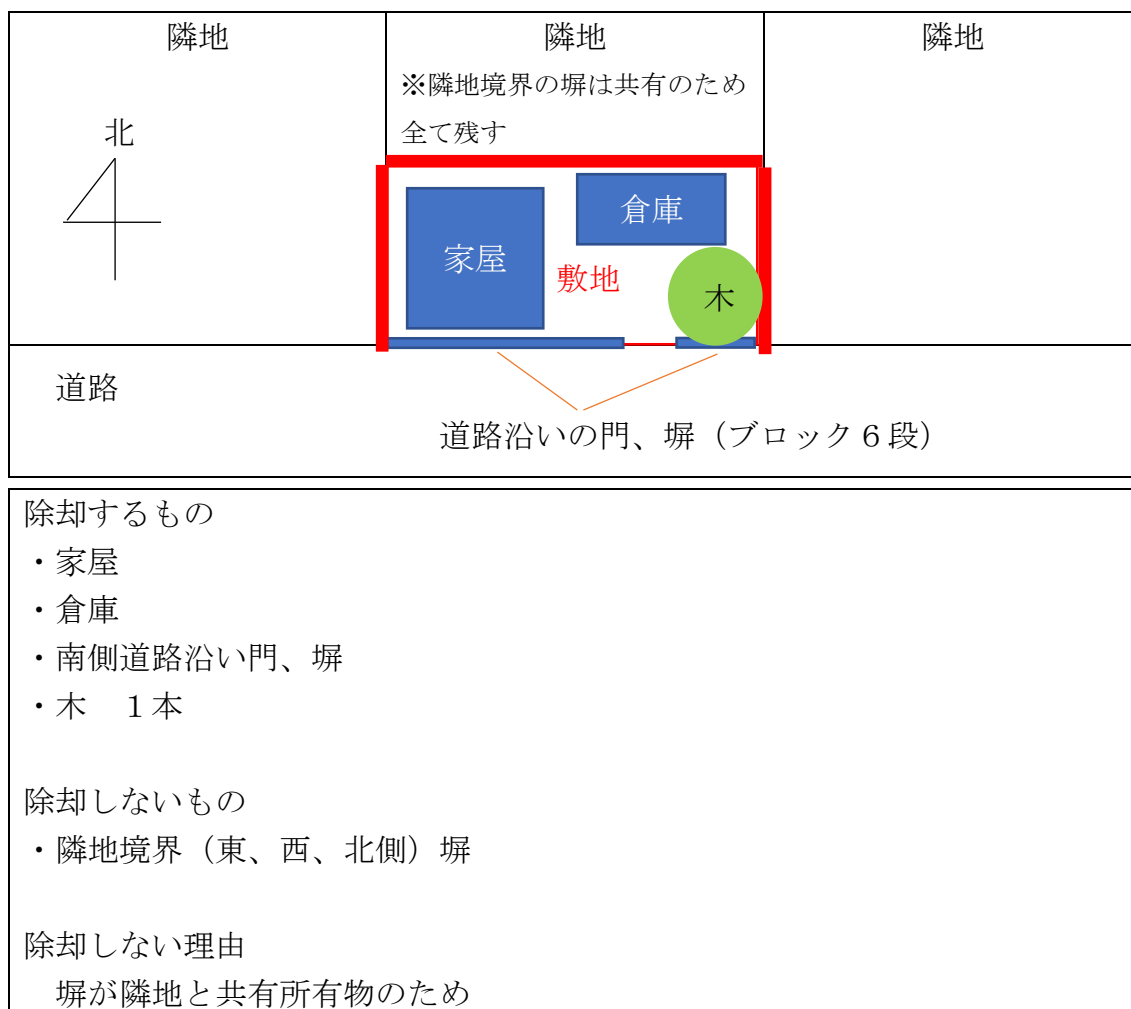 隣地
隣地
隣地
※隣地境界の塀は共有のため
全て残す
北
倉庫
家屋
敷地
木
道路
道路沿いの門、塀（ブロック６段）
除却するもの
・家屋
・倉庫
・南側道路沿い門、塀
・木　１本
除却しないもの
・隣地境界（東、西、北側）塀
除却しない理由
塀が隣地と共有所有物のため